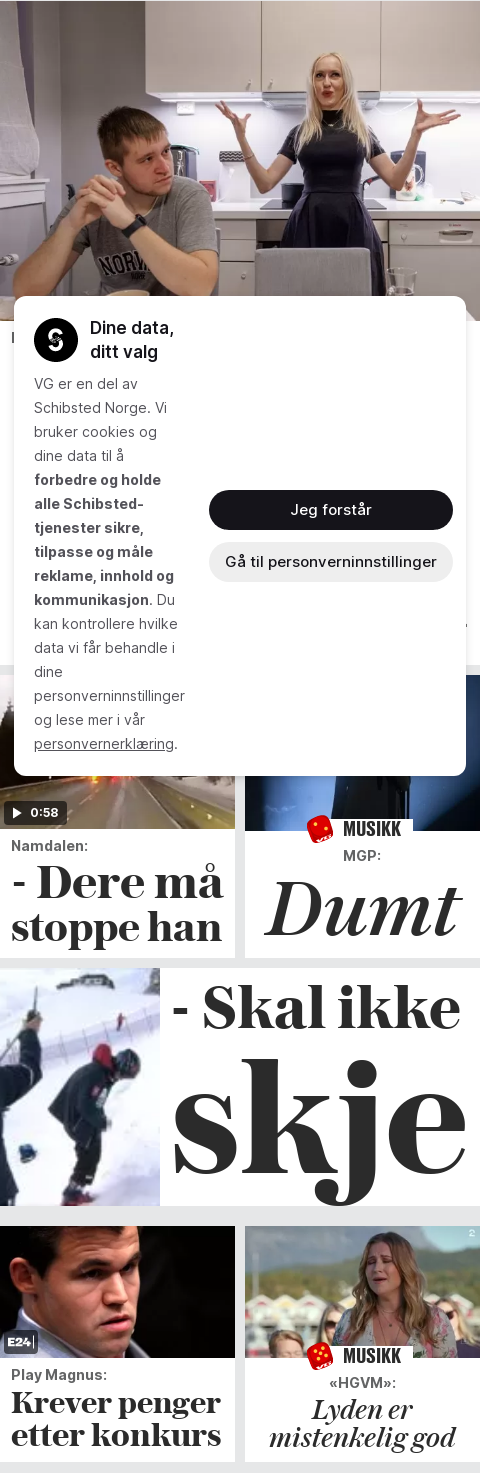 NORW
Dine data,
ditt valg
VG er en del av
Schibsted Norge. Vi
bruker cookies og
dine data til å
forbedre og holde
alle Schibsted-
tjenester sikre,
tilpasse og måle
reklame, innhold og
kommunikasjon. Du
kan kontrollere hvilke
data vi får behandle i
dine
personverninnstillinger
og lese mer i vår
personvernerklæring.
Jeg forstår
Gå til personverninnstillinger
0:58
Namdalen:
- Dere må
stoppe han
MUSIKK
MGP:
Dumt
- Skal ikke
skje
E24
Play Magnus:
Krever penger
etter konkurs
MUSIKK
«HGVM»:
Lyden er
mistenkelig god